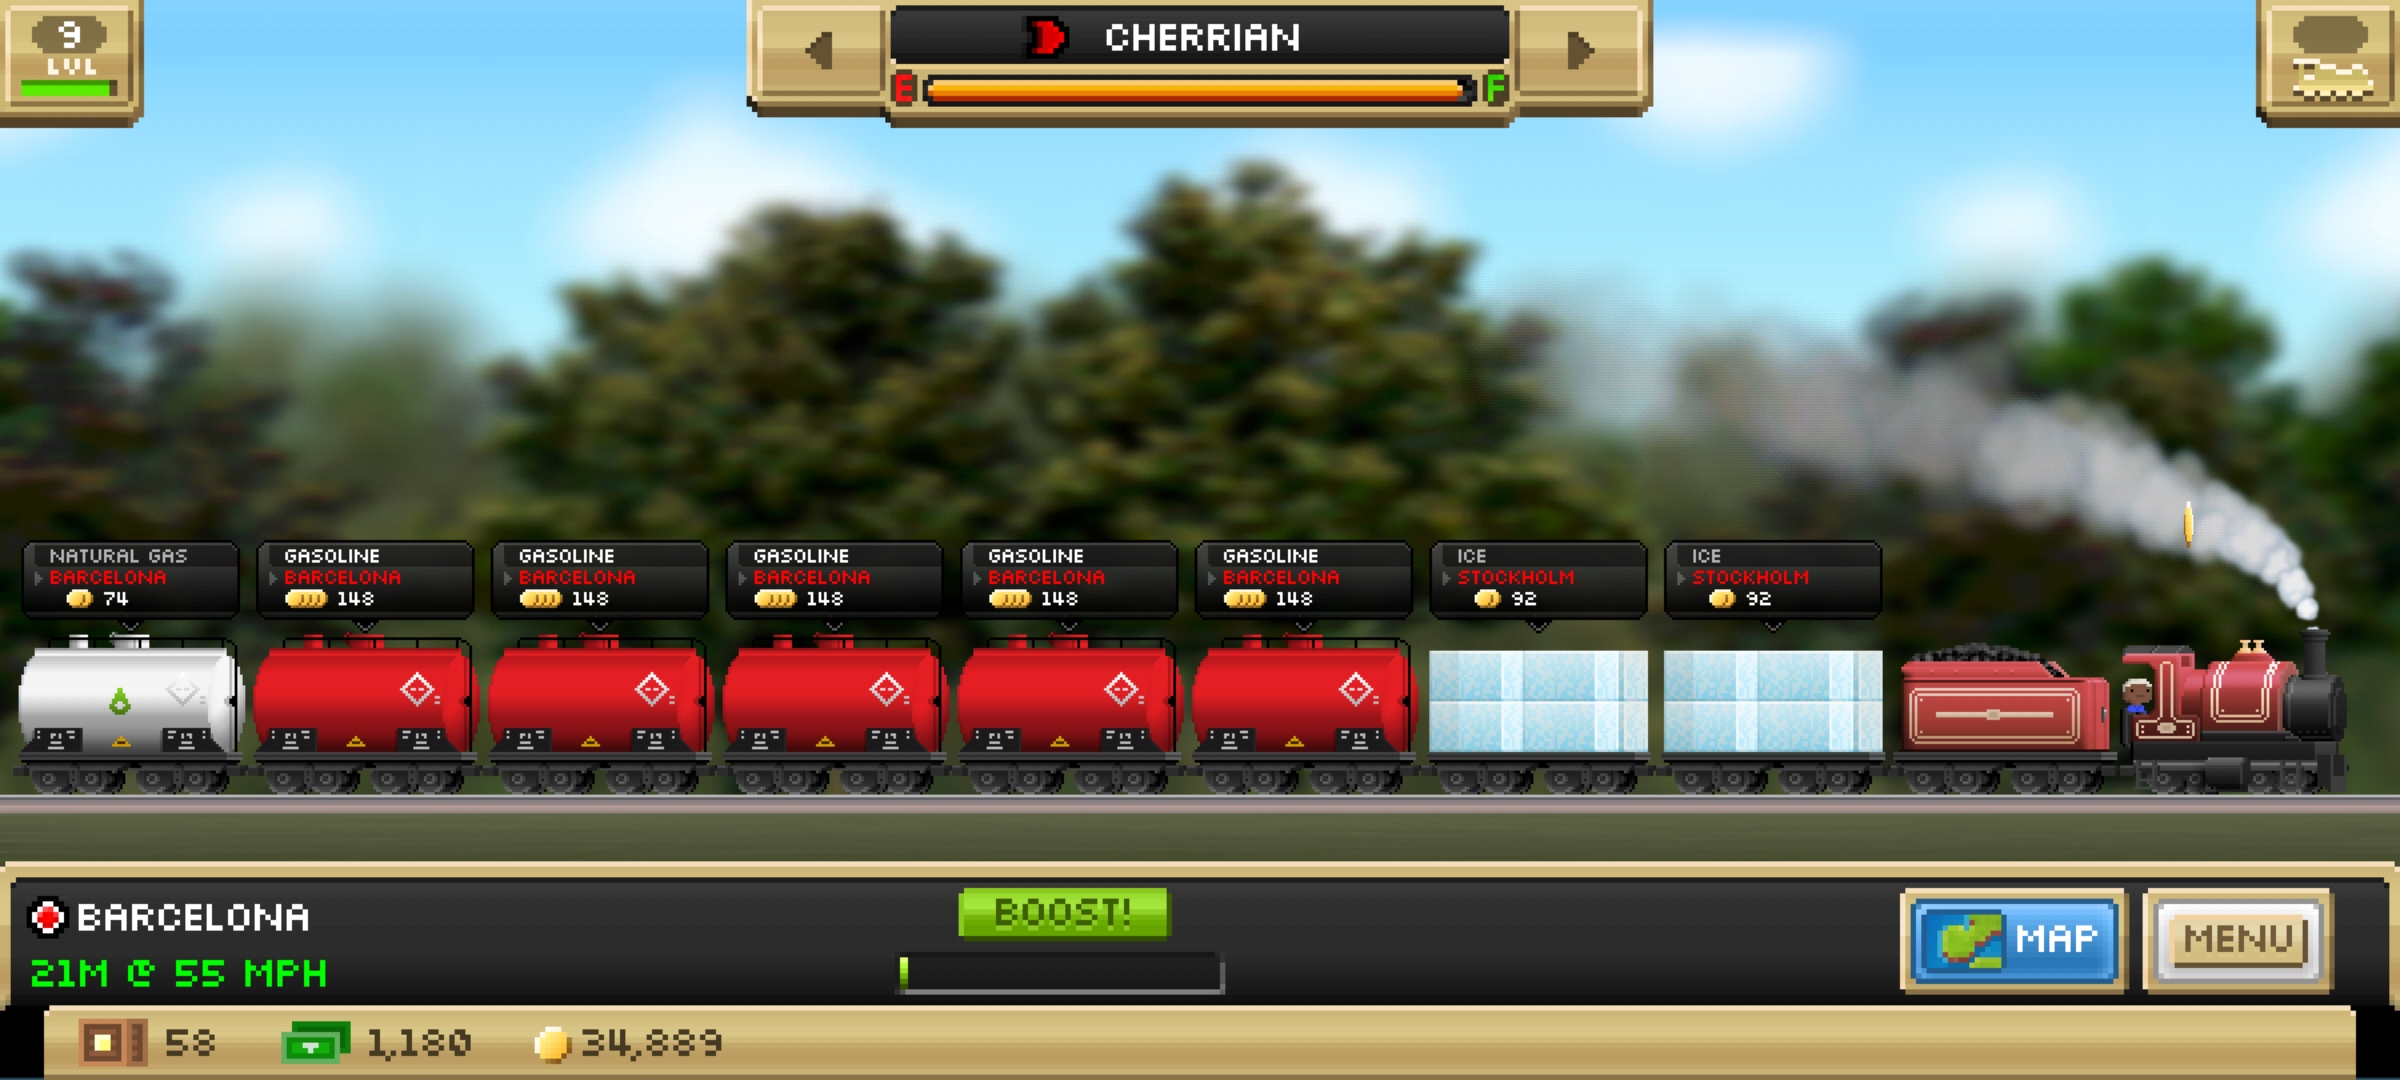 9
LVL
CHERRIAN
E F
NATURAL GAS
BARCELONA
74
GASOLINE
BARCELONA
148
GASOLINE
BARCELONA
148
GASOLINE
BARCELONA
148
GASOLINE
BARCELONA
148
GASOLINE
BARCELONA
148
ICE
STOCKHOLM
92
ICE
STOCKHOLM
92
BARCELONA
21M @ 55 MPH
BOOST!
MAP
MENU
58
1,180
34,889